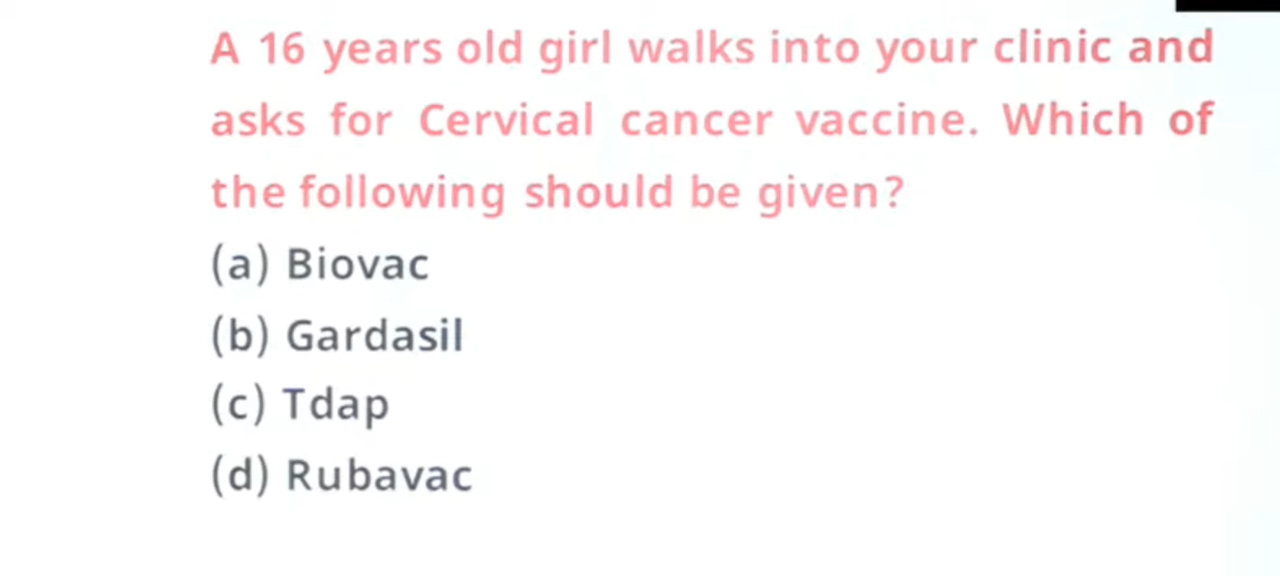 A 16 years old girl walks into your clinic and
asks for Cervical cancer vaccine. Which of
the following should be given?
(a) Biovac
(b) Gardasil
(c) Tdap
(d) Rubavac